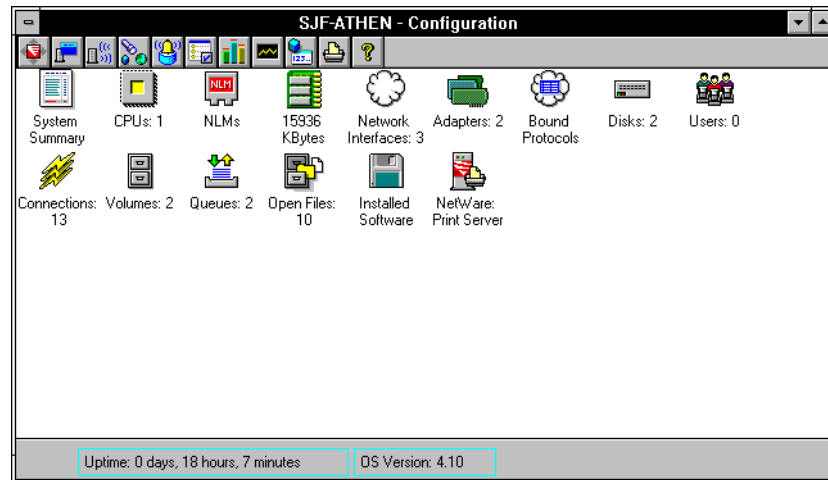 SJF-ATHEN - Configuration
123..
?
NLM
System
Summary
CPUs: 1
NLMs
15936
KBytes
Network
Interfaces: 3
Adapters: 2
Bound
Protocols
Disks: 2
Users: 0
Connections:
13
Volumes: 2
Queues: 2
Open Files:
10
Installed
Software
NetWare:
Print Server
Uptime: 0 days, 18 hours, 7 minutes
OS Version: 4.10